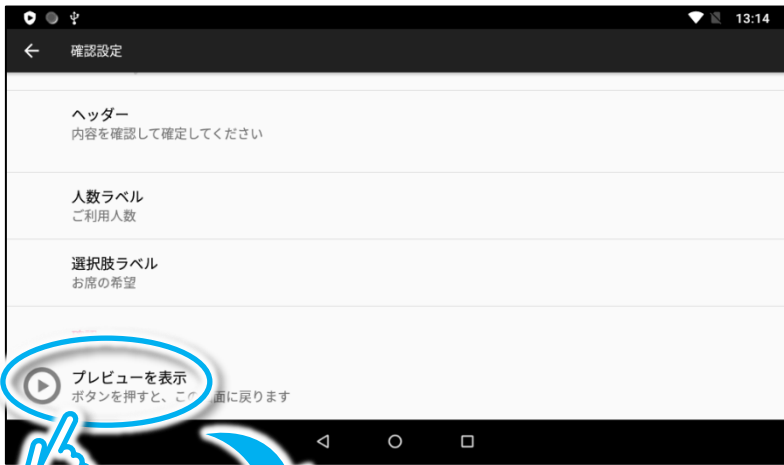 13:14
確認設定
ヘッダー
内容を確認して確定してください
人数ラベル
ご利用人数
選択肢ラベル
お席の希望
プレビューを表示
ボタンを押すと、この画面に戻ります